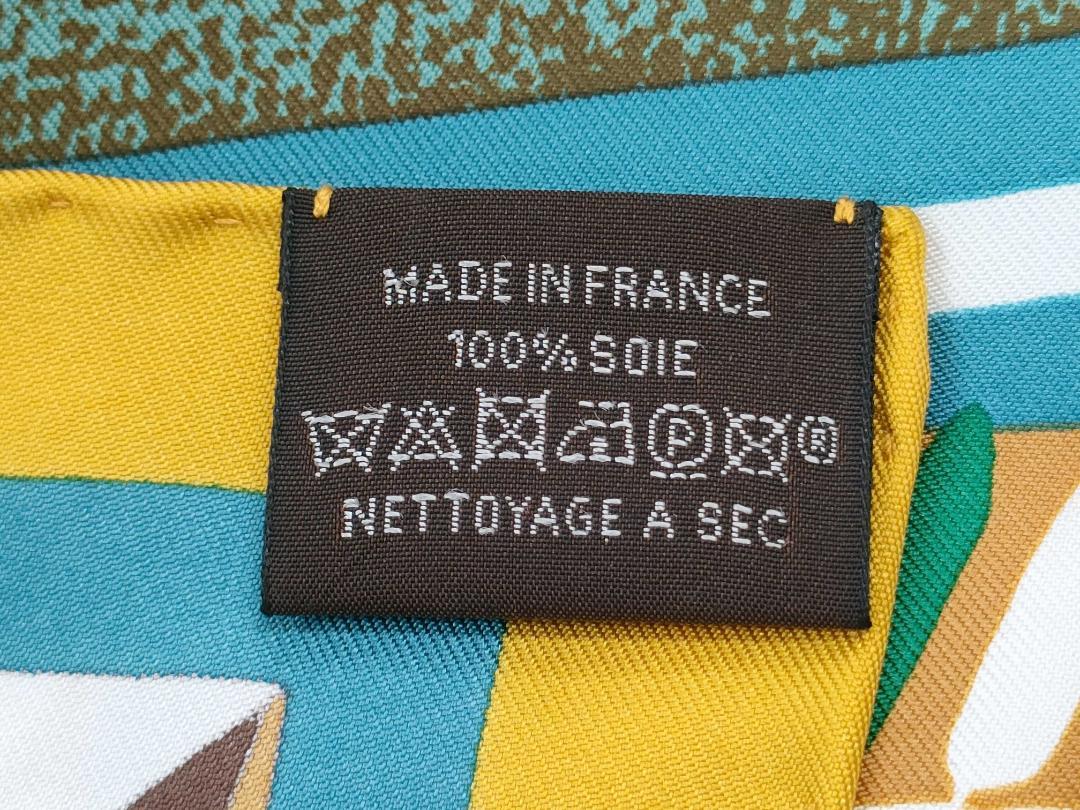 MADE IN FRANCE
100% SOIE
P ®
NETTOYAGE A SEC